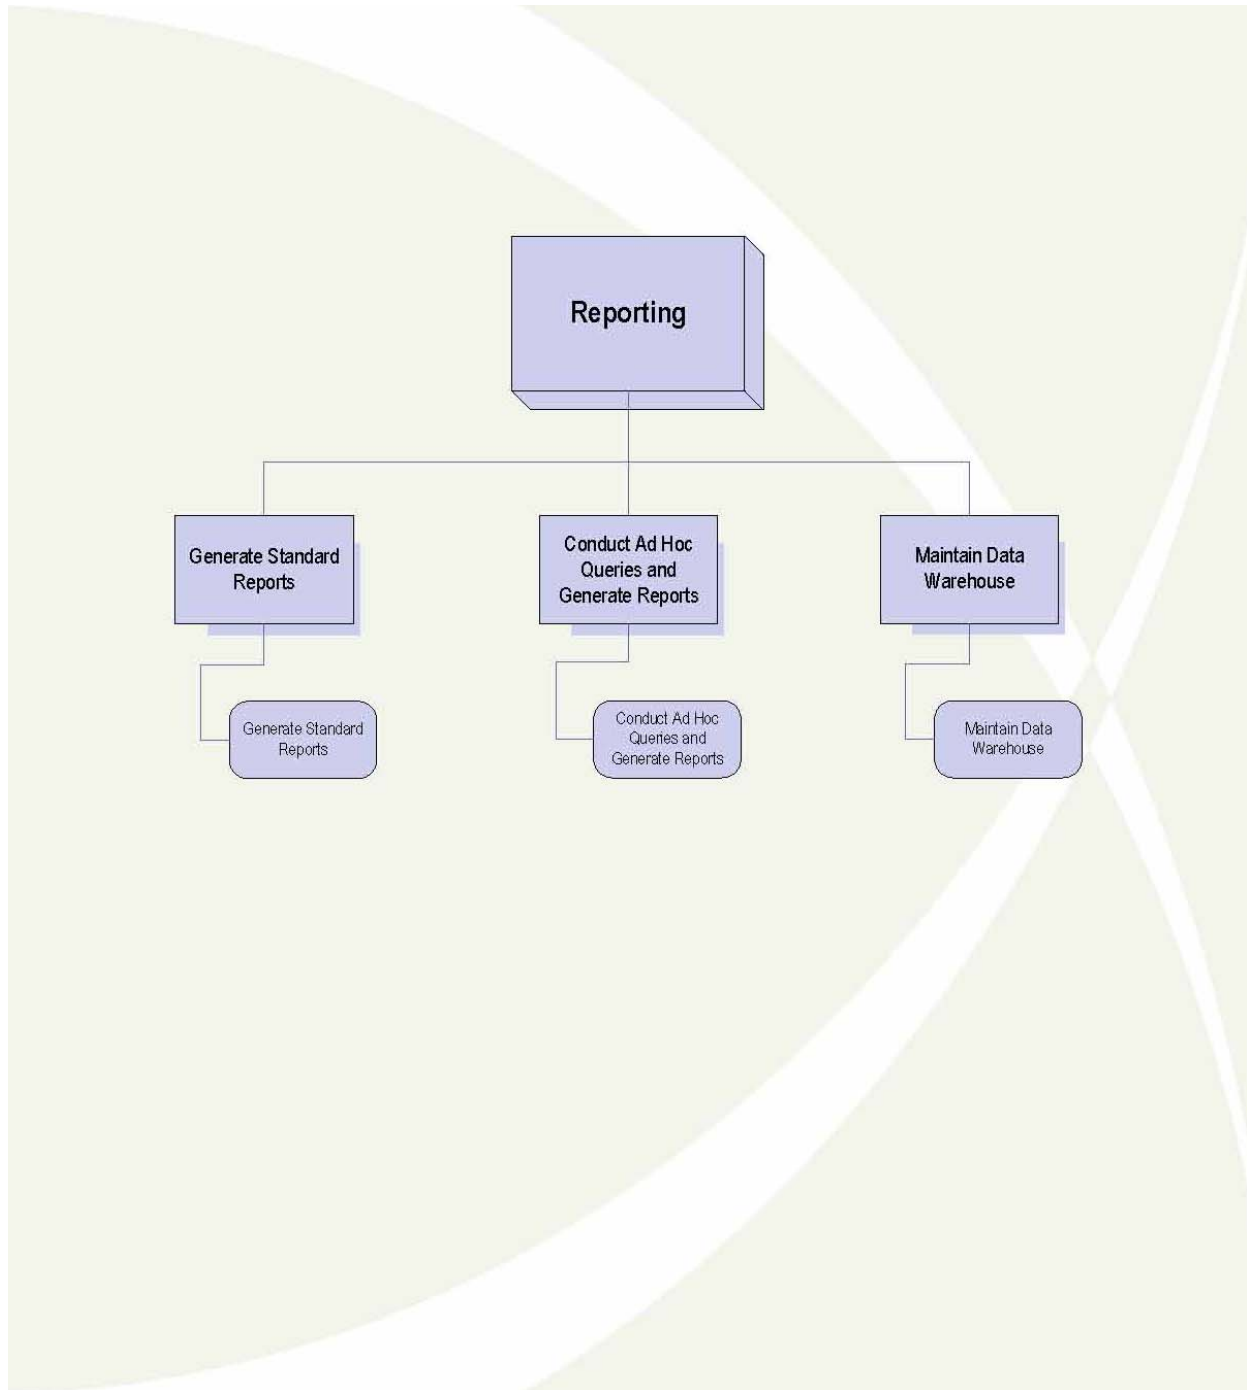 Reporting
Generate Standard
Reports
Conduct Ad Hoc
Queries and
Generate Reports
Maintain Data
Warehouse
Generate Standard
Reports
Conduct Ad Hoc
Queries and
Generate Reports
Maintain Data
Warehouse